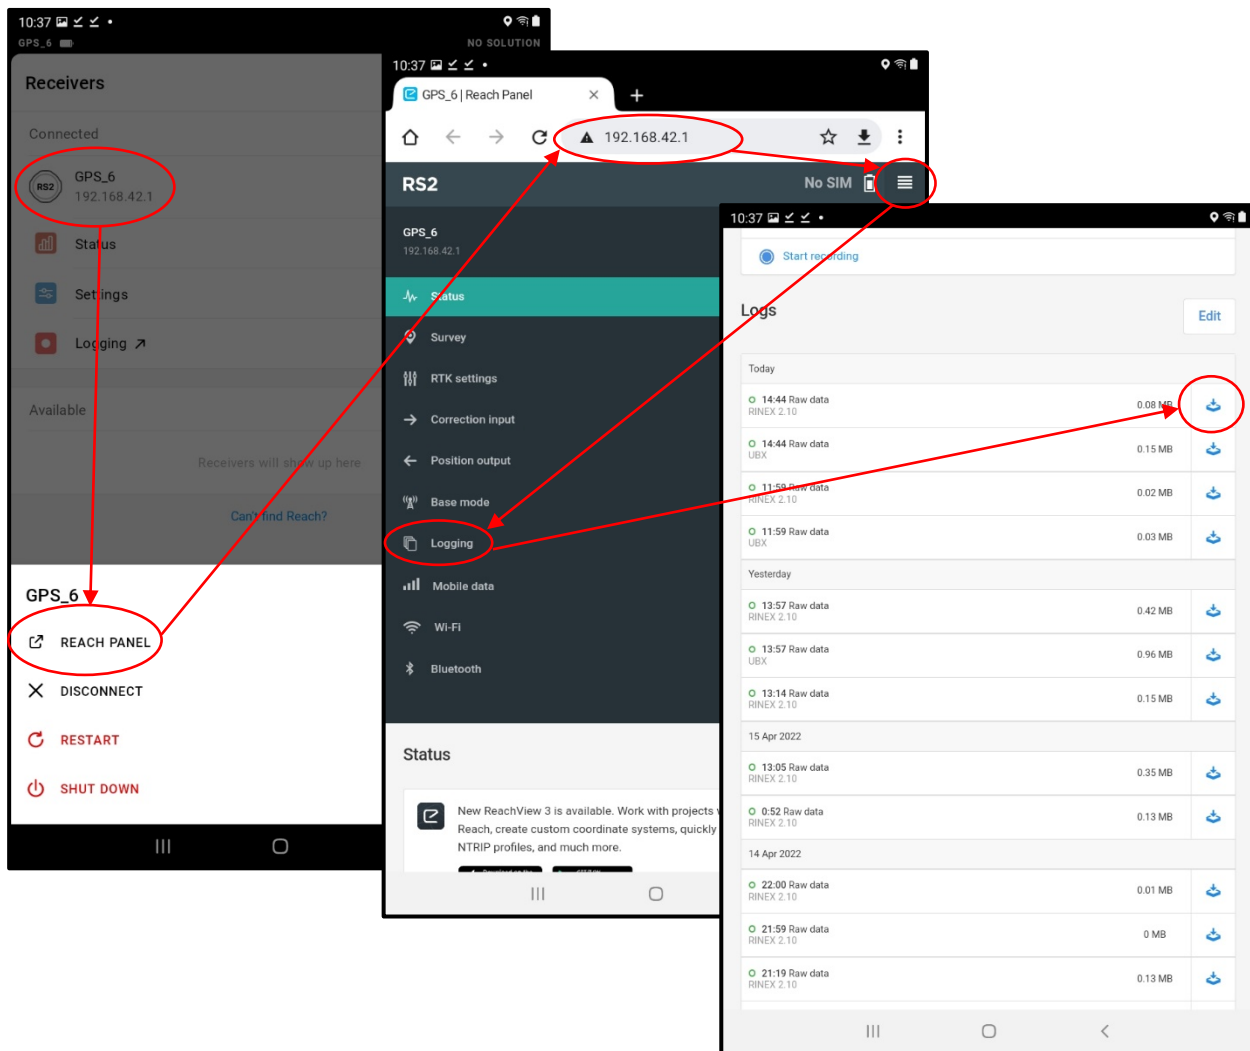 10:37
GPS_6
NO SOLUTION
Receivers
Connected
RS2
GPS_6
192.168.42.1
Status
Settings
Logging
Available
Receivers will show up here
Can't find Reach?
GPS_6
REACH PANEL
DISCONNECT
RESTART
SHUT DOWN
10:37
GPS_6 | Reach Panel
192.168.42.1
RS2
No SIM
GPS_6
192.168.42.1
Status
Survey
RTK settings
Correction input
Position output
Base mode
Logging
Mobile data
Wi-Fi
Bluetooth
Status
New ReachView 3 is available. Work with projects
Reach, create custom coordinate systems, quickly
NTRIP profiles, and much more.
10:37
Start recording
Logs
Edit
Today
14:44 Raw data
RINEX 2.10
0.08 MB
14:44 Raw data
UBX
0.15 MB
11:59 Raw data
RINEX 2.10
0.02 MB
11:59 Raw data
UBX
0.03 MB
Yesterday
13:57 Raw data
RINEX 2.10
0.42 MB
13:57 Raw data
UBX
0.96 MB
13:14 Raw data
RINEX 2.10
0.15 MB
15 Apr 2022
13:05 Raw data
RINEX 2.10
0.35 MB
0:52 Raw data
RINEX 2.10
0.13 MB
14 Apr 2022
22:00 Raw data
RINEX 2.10
0.01 MB
21:59 Raw data
RINEX 2.10
0 MB
21:19 Raw data
RINEX 2.10
0.13 MB